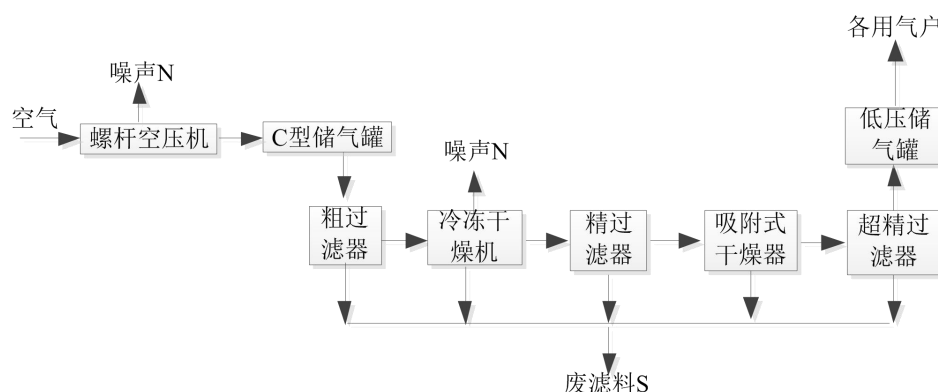 各用气户
噪声N
空气
螺杆空压机
C型储气罐
低压储
气罐
噪声N
粗过
滤器
冷冻干
燥机
精过
滤器
吸附式
干燥器
超精过
滤器
废滤料S